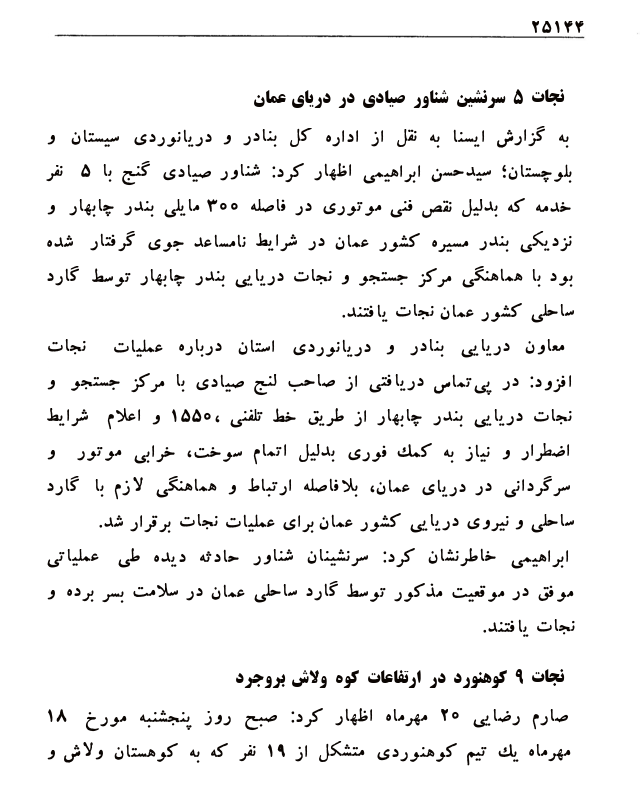 ۲۵۱۴۴
نجات ۵ سرنشین شناور صیادی در دریای عمان
به گزارش ایسنا به نقل از اداره کل بنادر و دریانوردی سیستان و
بلوچستان؛ سیدحسن ابراهیمی اظهار کرد: شناور صیادی گنج با ۵ نفر
خدمه که بدلیل نقص فنی موتوری در فاصله ۳۰۰ مایلی بندر چابهار و
نزدیکی بندر مسیره کشور عمان در شرایط نامساعد جوی گرفتار شده
بود با هماهنگی مرکز جستجو و نجات دریایی بندر چابهار توسط گارد
ساحلی کشور عمان نجات یافتند.
معاون دریایی بنادر و دریانوردی استان درباره عملیات نجات
افزود: در پی‌تماس دریافتی از صاحب لنج صیادی با مرکز جستجو و
نجات دریایی بندر چابهار از طریق خط تلفنی ،۱۵۵۰ و اعلام شرایط
اضطرار و نیاز به کمک فوری بدلیل اتمام سوخت، خرابی موتور و
سرگردانی در دریای عمان، بلافاصله ارتباط و هماهنگی لازم با گارد
ساحلی و نیروی دریایی کشور عمان برای عملیات نجات برقرار شد.
ابراهیمی خاطرنشان کرد: سرنشینان شناور حادثه دیده طی عملیاتی
موفق در موقعیت مذکور توسط گارد ساحلی عمان در سلامت بسر برده و
نجات یافتند.
نجات ۹ کوهنورد در ارتفاعات کوه ولاش بروجرد
صارم رضایی ۲۰ مهرماه اظهار کرد: صبح روز پنجشنبه مورخ ۱۸
مهرماه یك تیم کوهنوردی متشکل از ۱۹ نفر که به کوهستان ولاش و